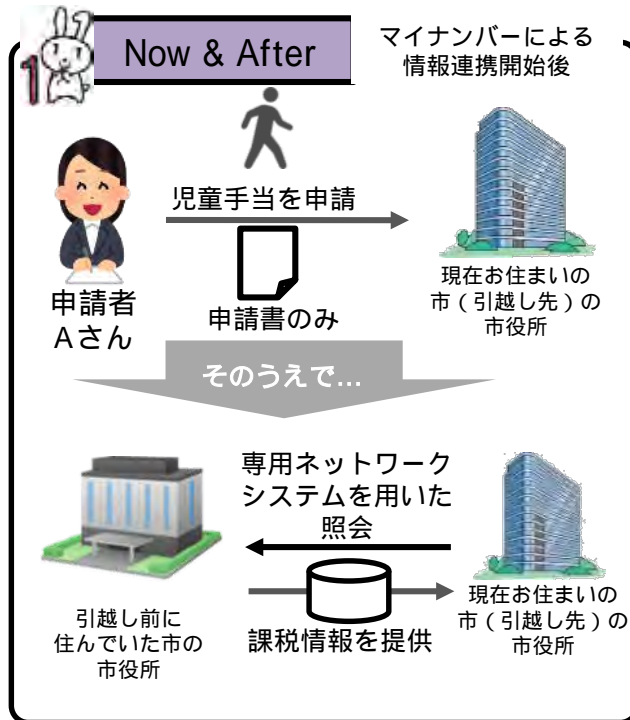 Now & After
マイナンバーによる
情報連携開始後
児童手当を申請
申請書のみ
申請者
Aさん
現在お住まいの
市（引越し先）の
市役所
そのうえで...
専用ネットワーク
システムを用いた
照会
課税情報を提供
引越し前に
住んでいた市の
市役所
現在お住まいの
市（引越し先）の
市役所